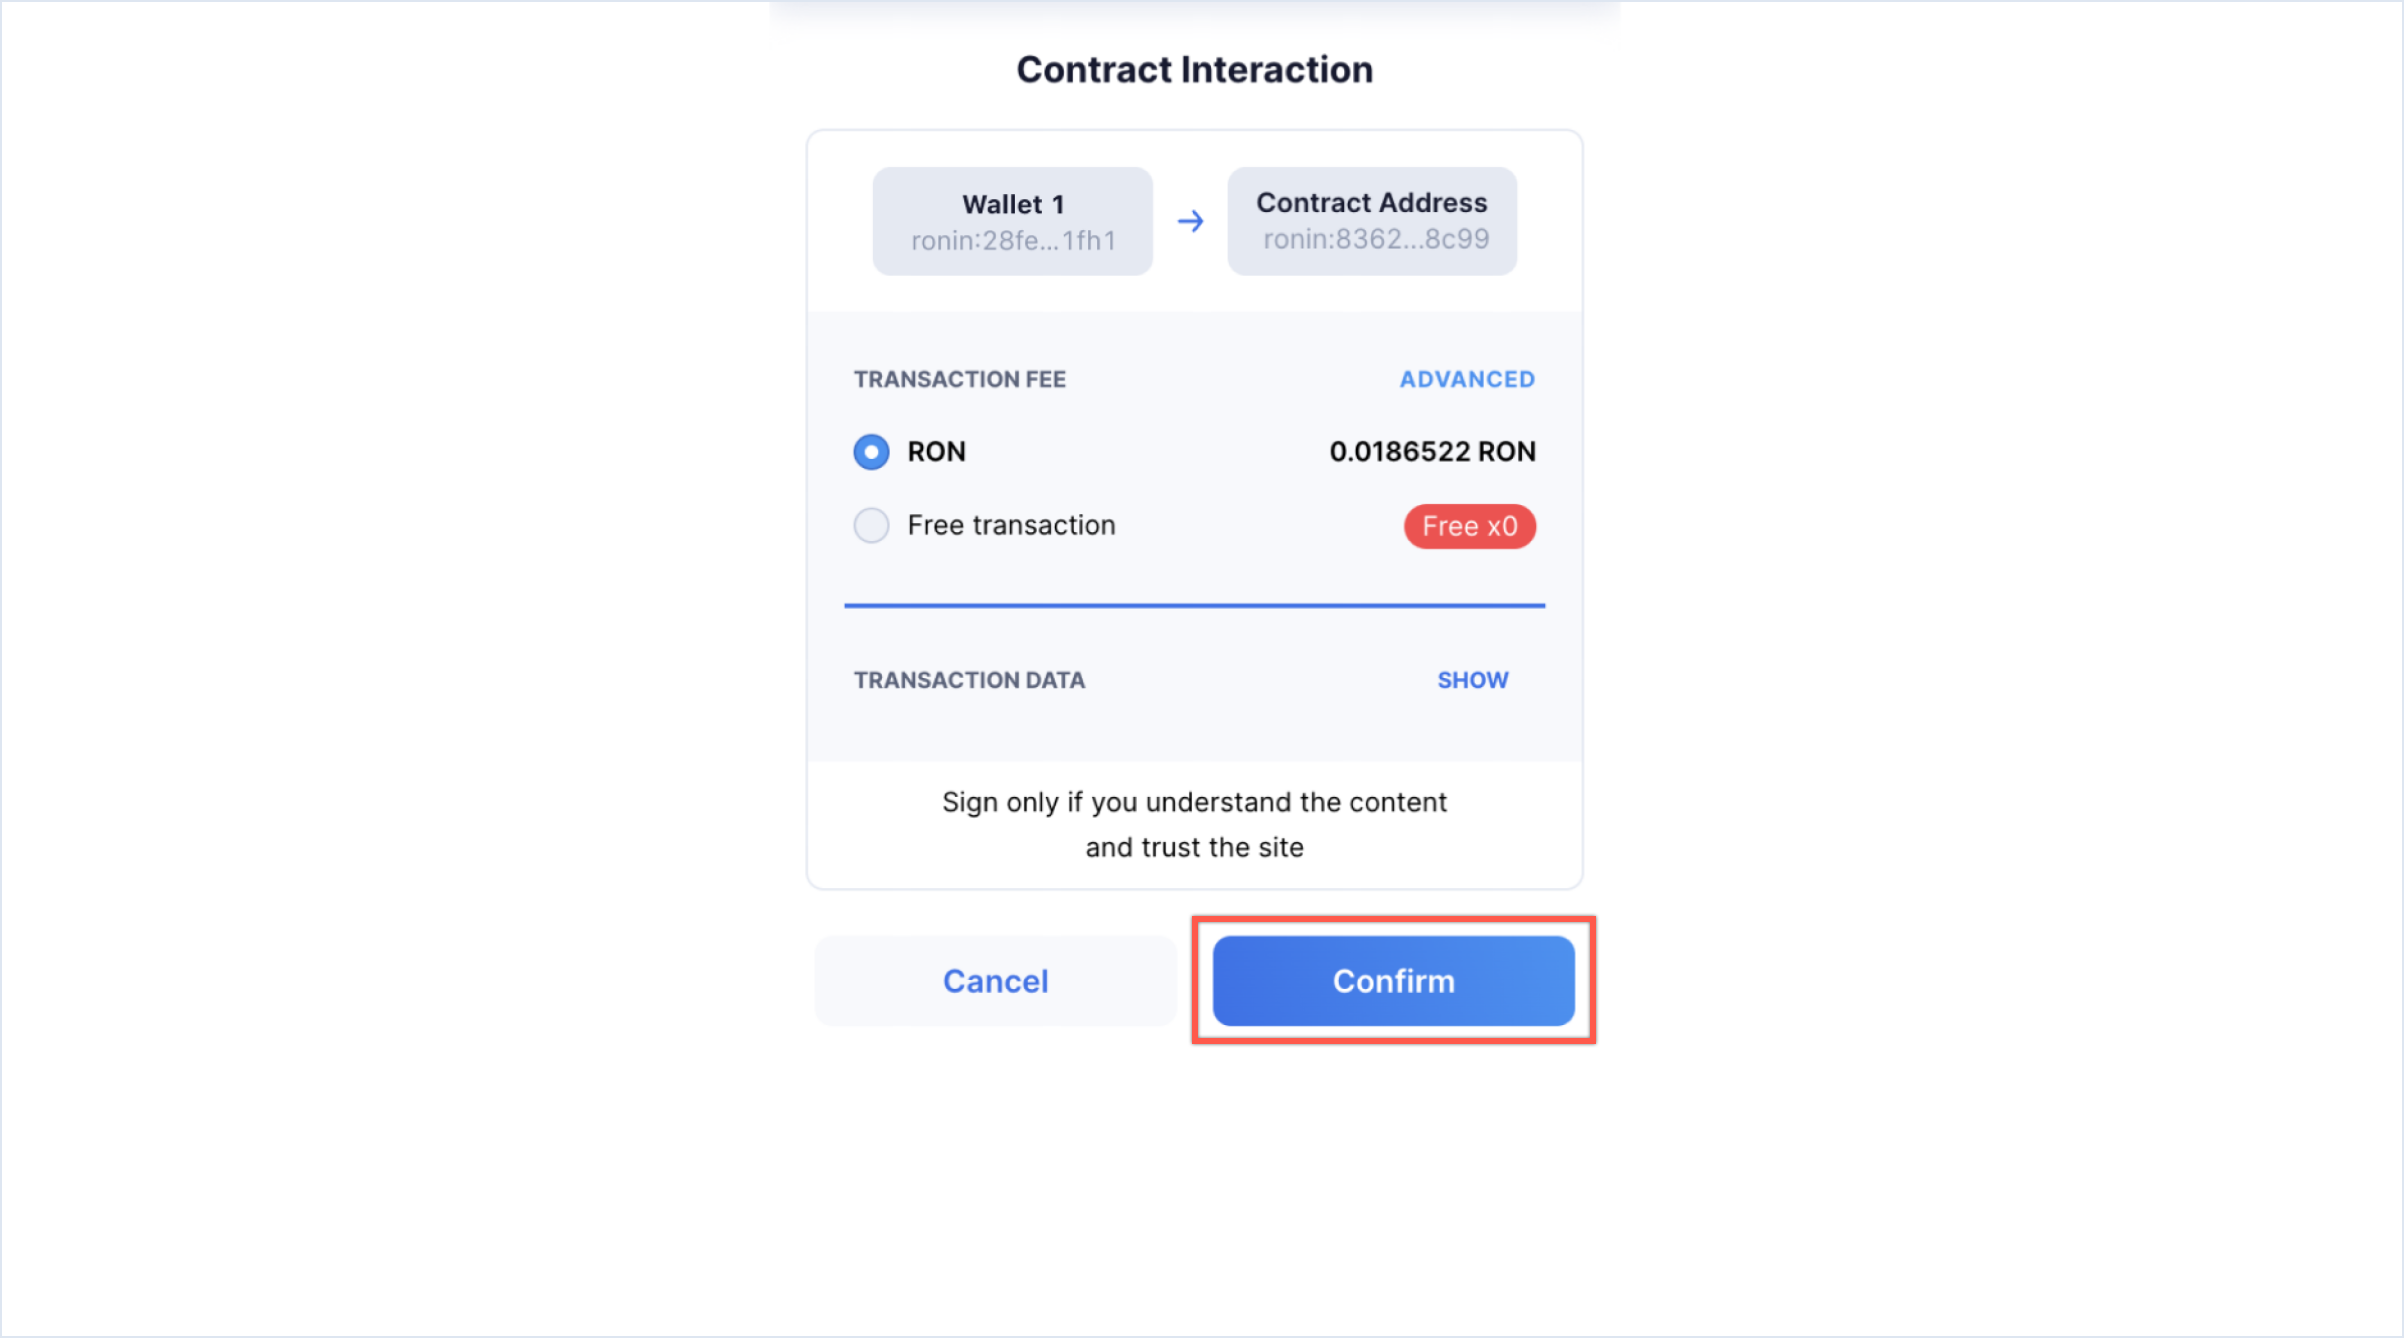 Contract Interaction
Wallet 1
ronin:28fe...1fh1
Contract Address
ronin:8362...8c99
TRANSACTION FEE ADVANCED
RON 0.0186522 RON
Free transaction Free x0
TRANSACTION DATA SHOW
Sign only if you understand the content
and trust the site
Cancel Confirm